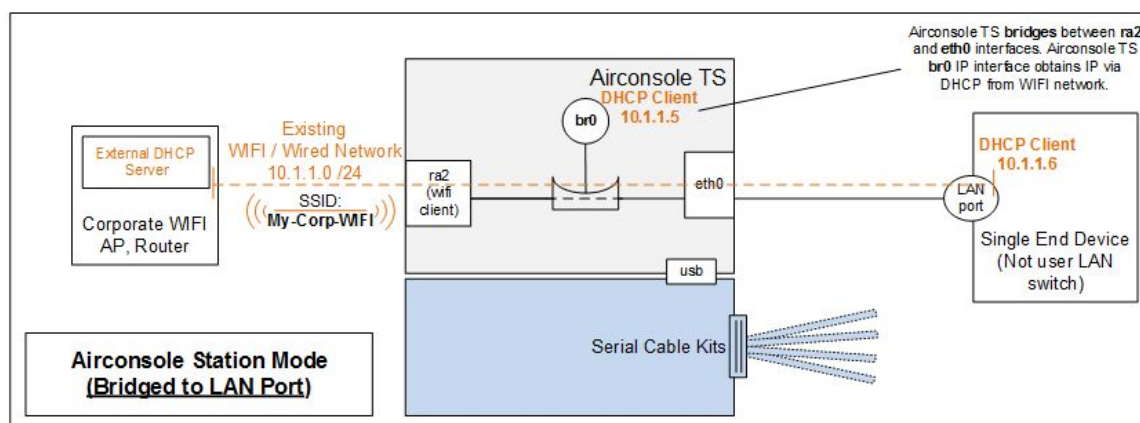 Airconsole TS bridges between ra2
and eth0 interfaces. Airconsole TS
br0 IP interface obtains IP via
DHCP from WIFI network.
Airconsole TS
DHCP Client
10.1.1.5
br0
External DHCP
Server
Corporate WIFI
AP, Router
Existing
WIFI / Wired Network
10.1.1.0 /24
SSID:
My-Corp-WIFI
ra2
(wifi
client)
eth0
DHCP Client
10.1.1.6
LAN
port
Single End Device
(Not user LAN
switch)
usb
Serial Cable Kits
Airconsole Station Mode
(Bridged to LAN Port)